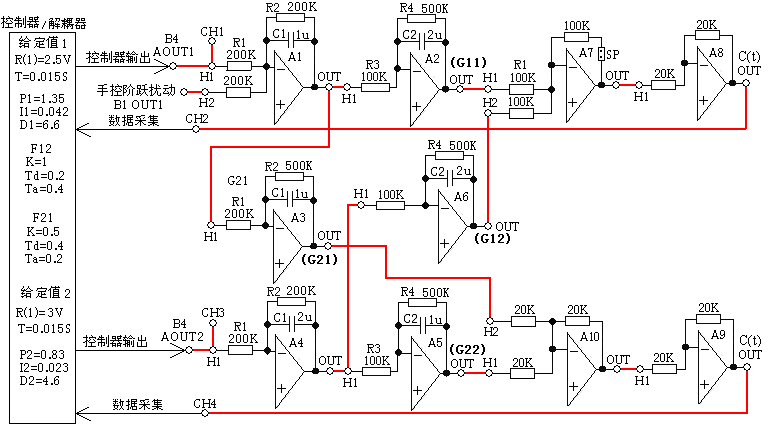 控制器/解耦器
给定值1
R(1)=2.5V
T=0.015S
P1=1.35
I1=0.042
D1=6.6
F12
K=1
Td=0.2
Ta=0.4
F21
K=0.5
Td=0.4
Ta=0.2
给定值2
R(1)=3V
T=0.015S
P2=0.83
I2=0.023
D2=4.6
控制器输出
B4
AOUT1
CH1
H1
手控阶跃扰动
B1 OUT1
H2
数据采集
CH2
R1
200K
200K
R2 200K
C1 1u
A1
OUT
H1
R3
100K
R4 500K
C2 2u
A2
(G11)
OUT
H1
H2
R1
100K
100K
100K
A7
SP
OUT
H1
20K
20K
A8
C(t)
OUT
G21
H1
R1
200K
R2 500K
C1 1u
A3
OUT
(G21)
H1
100K
R4 500K
C2 2u
A6
OUT
(G12)
控制器输出
B4
AOUT2
CH3
H1
数据采集
CH4
R1
200K
R2 200K
C1 2u
A4
OUT
H1
R3
100K
R4 500K
C2 1u
A5
(G22)
OUT
H1
H2
20K
20K
20K
A10
OUT
H1
20K
20K
A9
C(t)
OUT